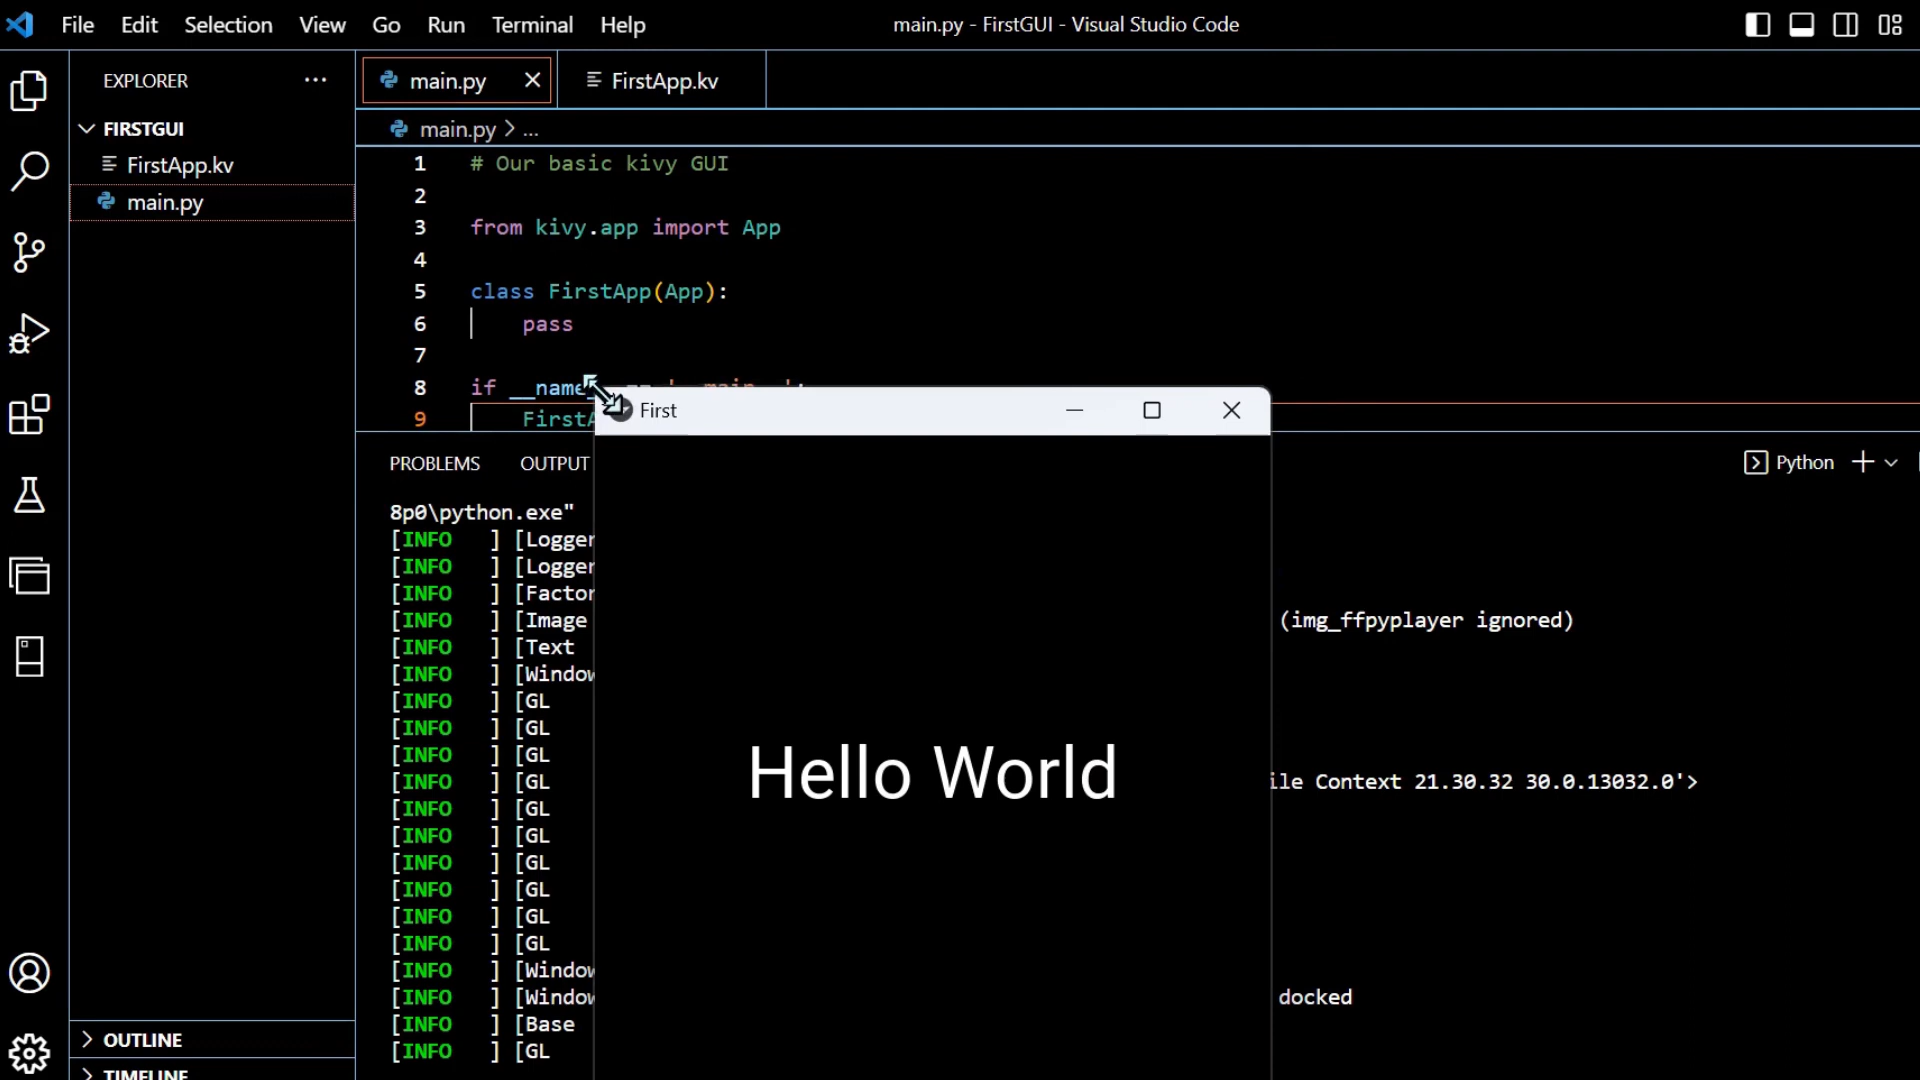 File Edit Selection View Go Run Terminal Help
main.py - FirstGUI - Visual Studio Code
EXPLORER
FIRSTGUI
FirstApp.kv
main.py
main.py
FirstApp.kv
main.py > ...
1 # Our basic kivy GUI
2
3 from kivy.app import App
4
5 class FirstApp(App):
6 pass
7
8 if __name
9 FirstA
First
PROBLEMS OUTPUT
Python
8p0\python.exe"
[INFO ] [Logger
[INFO ] [Logger
[INFO ] [Factor
[INFO ] [Image (img_ffpyplayer ignored)
[INFO ] [Text
[INFO ] [Window
[INFO ] [GL
[INFO ] [GL
[INFO ] [GL
[INFO ] [GL ile Context 21.30.32 30.0.13032.0'>
[INFO ] [GL
[INFO ] [GL
[INFO ] [GL
[INFO ] [GL
[INFO ] [GL
[INFO ] [GL
[INFO ] [Window
[INFO ] [Window docked
[INFO ] [Base
[INFO ] [GL
Hello World
OUTLINE
TIMELINE